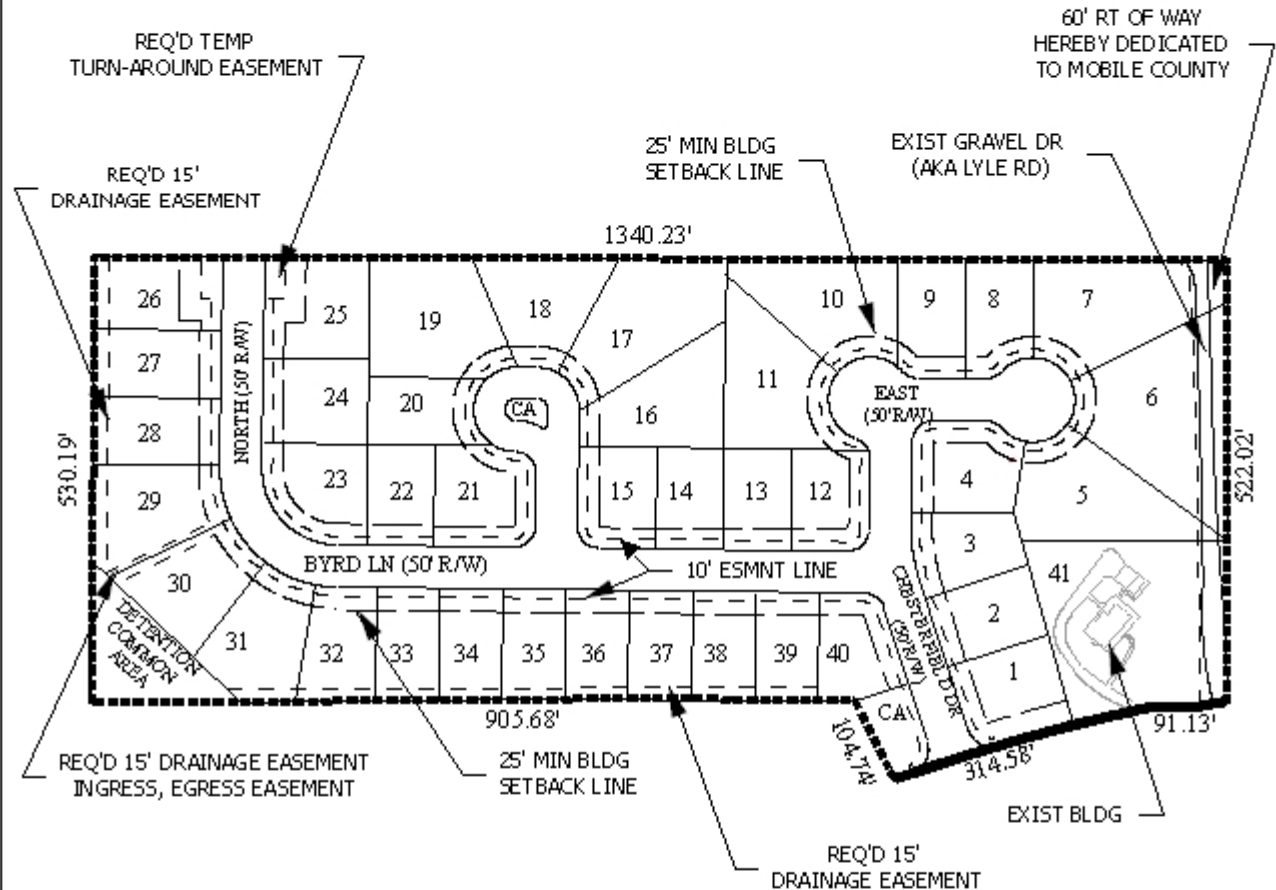 60' RT OF WAY
HEREBY DEDICATED
TO MOBILE COUNTY
REQ'D TEMP
TURN-AROUND EASEMENT
25' MIN BLDG
SETBACK LINE
EXIST GRAVEL DR
(AKA LYLE RD)
REQ'D 15'
DRAINAGE EASEMENT
1340.23'
26
25
19
18
17
10
9
8
7
27
24
20
CA
16
11
EAST
(50'R/W)
6
NORTH (50' R/W)
28
23
22
21
15
14
13
12
4
5
530.19'
522.02'
29
BYRD LN (50' R/W)
10' ESMNT LINE
3
41
30
DETENTION
COMMON
AREA
31
32
33
34
35
36
37
38
39
40
(50'R/W)
2
1
CA
905.68'
104.74'
314.58'
91.13'
REQ'D 15' DRAINAGE EASEMENT
INGRESS, EGRESS EASEMENT
25' MIN BLDG
SETBACK LINE
EXIST BLDG
REQ'D 15'
DRAINAGE EASEMENT